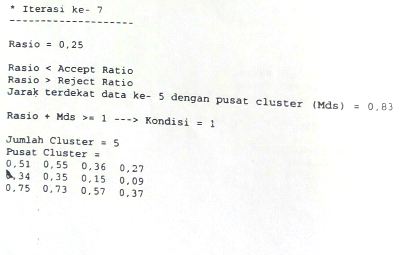 * Iterasi ke- 7
--------------------
Rasio = 0,25
Rasio < Accept Ratio
Rasio > Reject Ratio
Jarak terdekat data ke- 5 dengan pusat cluster (Mds) = 0,83
Rasio + Mds >= 1 ---> Kondisi = 1
Jumlah Cluster = 5
Pusat Cluster =
0,51 0,55 0,36 0,27
,34 0,35 0,15 0,09
0,75 0,73 0,57 0,37